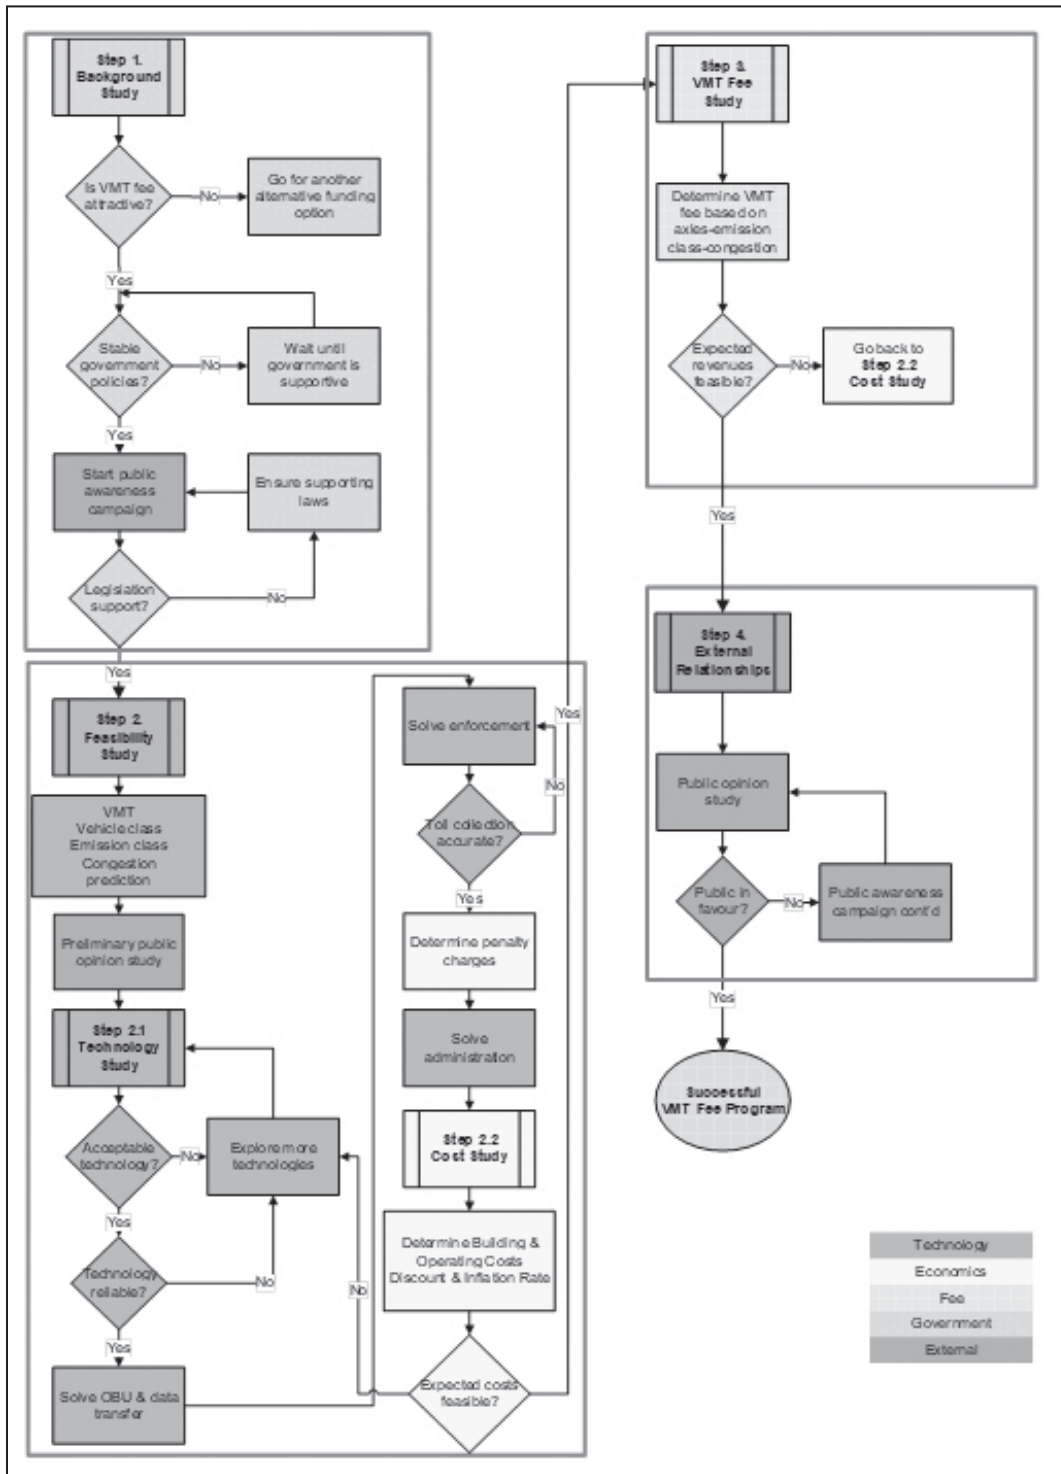 Step 1.
Background
Study
Is VMT fee
attractive?
No
Go for another
alternative funding
option
Yes
Stable
government
policies?
No
Wait until
government is
supportive
Yes
Start public
awareness
campaign
Ensure supporting
laws
Legislation
support?
No
Yes
Step 2.
Feasibility
Study
VMT
Vehicle class
Emission class
Congestion
prediction
Preliminary public
opinion study
Step 2.1
Technology
Study
Acceptable
technology?
No
Explore more
technologies
Yes
Technology
reliable?
No
Yes
Solve OBU & data
transfer
Solve enforcement
Toll collection
accurate?
No
Yes
Determine penalty
charges
Solve
administration
Step 2.2
Cost Study
Determine Building &
Operating Costs
Discount & Inflation Rate
Expected costs
feasible?
No
Yes
Step 3.
VMT Fee
Study
Determine VMT
fee based on
axles-emission
class-congestion
Expected
revenues
feasible?
No
Go back to
Step 2.2
Cost Study
Yes
Step 4.
External
Relationships
Public opinion
study
Public in
favour?
No
Public awareness
campaign cont'd
Yes
Successful
VMT Fee Program
Technology
Economics
Fee
Government
External